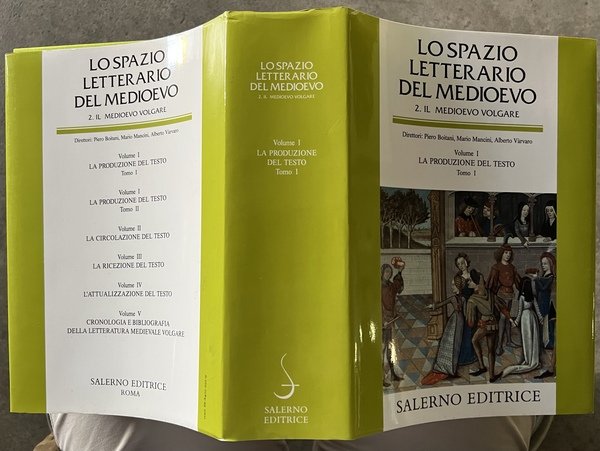 LO SPAZIO
LETTERARIO
DEL MEDIOEVO
2. IL MEDIOEVO VOLGARE
Direttori: Piero Boitani, Mario Mancini, Alberto Vàrvaro
Volume I
LA PRODUZIONE DEL TESTO
Tomo I
Volume I
LA PRODUZIONE DEL TESTO
Tomo II
Volume II
LA CIRCOLAZIONE DEL TESTO
Volume III
LA RICEZIONE DEL TESTO
Volume IV
L'ATTUALIZZAZIONE DEL TESTO
Volume V
CRONOLOGIA E BIBLIOGRAFIA
DELLA LETTERATURA MEDIEVALE VOLGARE
SALERNO EDITRICE
ROMA
LO SPAZIO
LETTERARIO
DEL MEDIOEVO
2. IL MEDIOEVO VOLGARE
Volume I
LA PRODUZIONE
DEL TESTO
Tomo I
SALERNO
EDITRICE
LO SPAZIO
LETTERARIO
DEL MEDIOEVO
2. IL MEDIOEVO VOLGARE
Direttori: Piero Boitani, Mario Mancini, Alberto Vàrvaro
Volume I
LA PRODUZIONE DEL TESTO
Tomo I
SALERNO EDITRICE